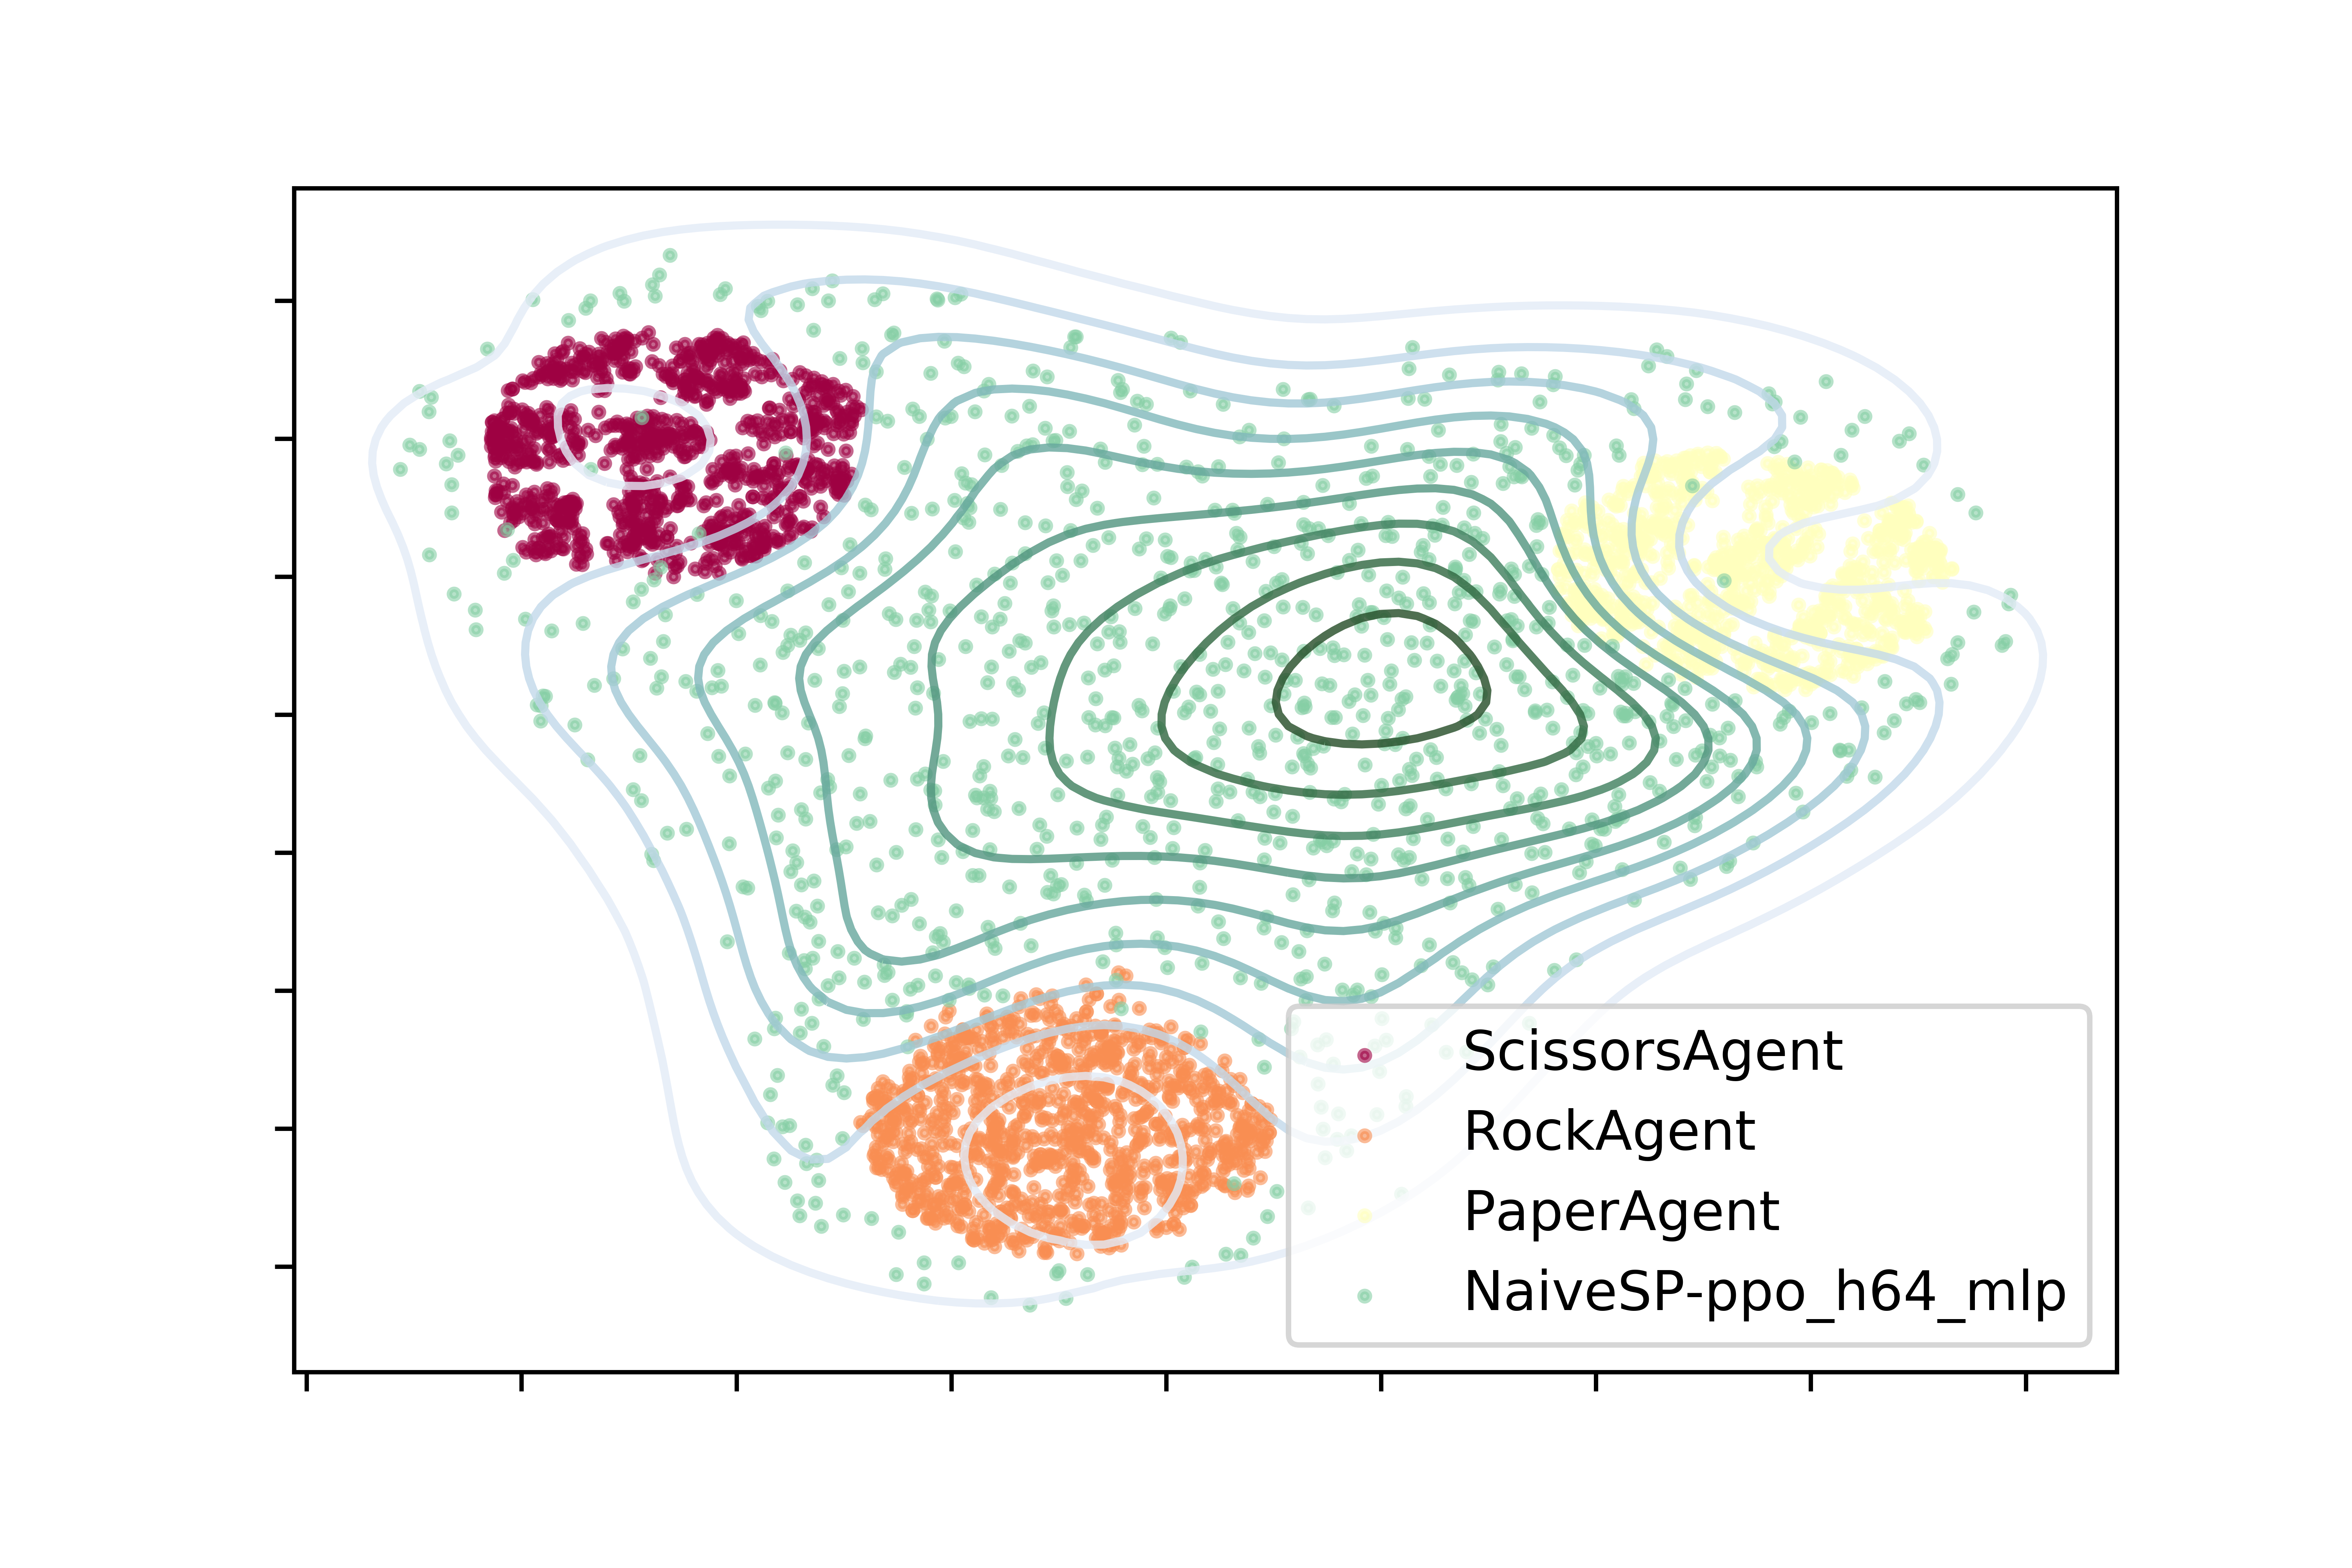 ScissorsAgent
RockAgent
PaperAgent
NaiveSP-ppo_h64_mlp